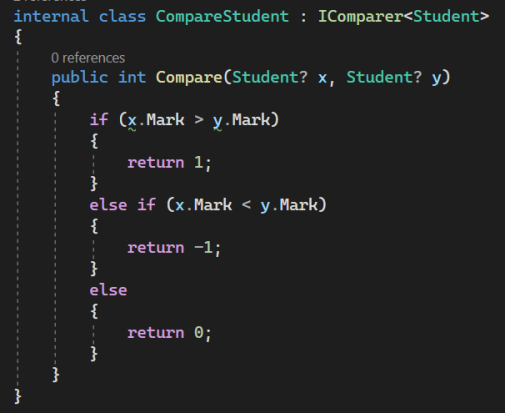 internal class CompareStudent : IComparer<Student>
{
0 references
public int Compare(Student? x, Student? y)
{
if (x.Mark > y.Mark)
{
return 1;
}
else if (x.Mark < y.Mark)
{
return -1;
}
else
{
return 0;
}
}
}